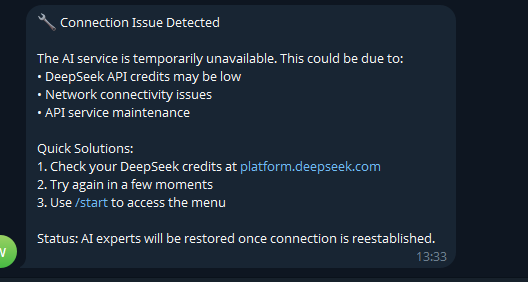 🔧 Connection Issue Detected
The AI service is temporarily unavailable. This could be due to:
• DeepSeek API credits may be low
• Network connectivity issues
• API service maintenance
Quick Solutions:
1. Check your DeepSeek credits at platform.deepseek.com
2. Try again in a few moments
3. Use /start to access the menu
Status: AI experts will be restored once connection is reestablished.
13:33
W